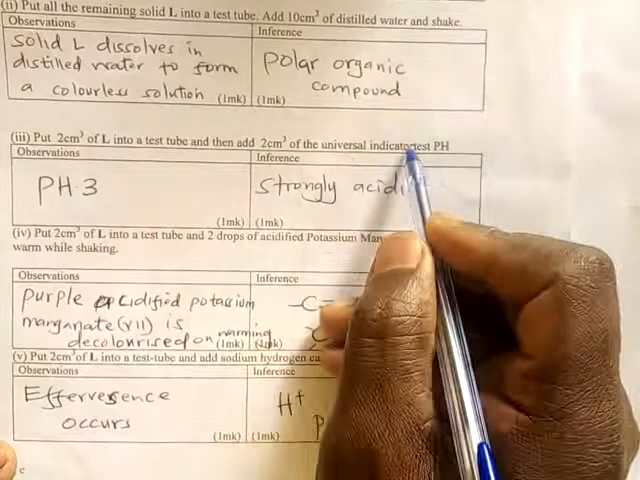 (ii) Put all the remaining solid L into a test tube. Add 10cm³ of distilled water and shake.
Observations Inference
solid L dissolves in polar organic
distilled water to form compound
a colourless solution (1mk) (1mk)
(iii) Put 2cm³ of L into a test tube and then add 2cm³ of the universal indicator test PH
Observations Inference
PH.3 strongly
(1mk) (1mk)
(iv) Put 2cm³ of L into a test tube and 2 drops of acidified Potassium
warm while shaking.
Observations Inference
purple acidified potassium
manganate(VII) is
decolourised on warming
(1mk) (1mk)
(v) Put 2cm³ of L into a test-tube and add sodium hydrogen
Observations Inference
Effervesence H+
occurs
(1mk) (1mk)